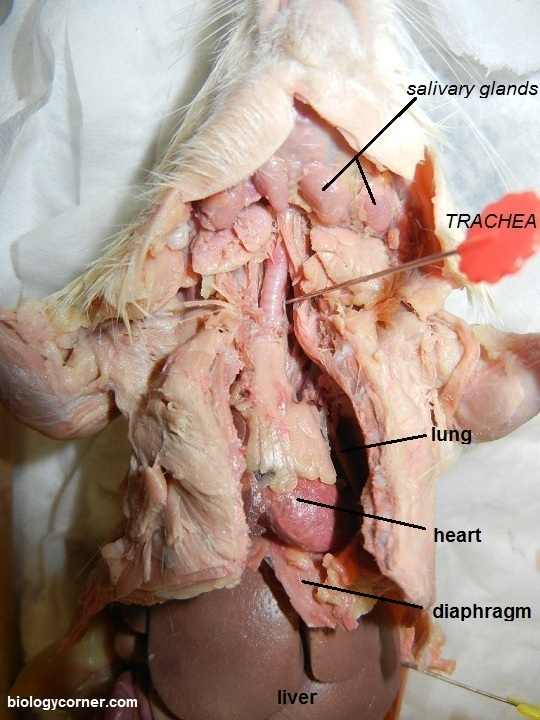 salivary glands
TRACHEA
lung
heart
diaphragm
liver
biologycorner.com